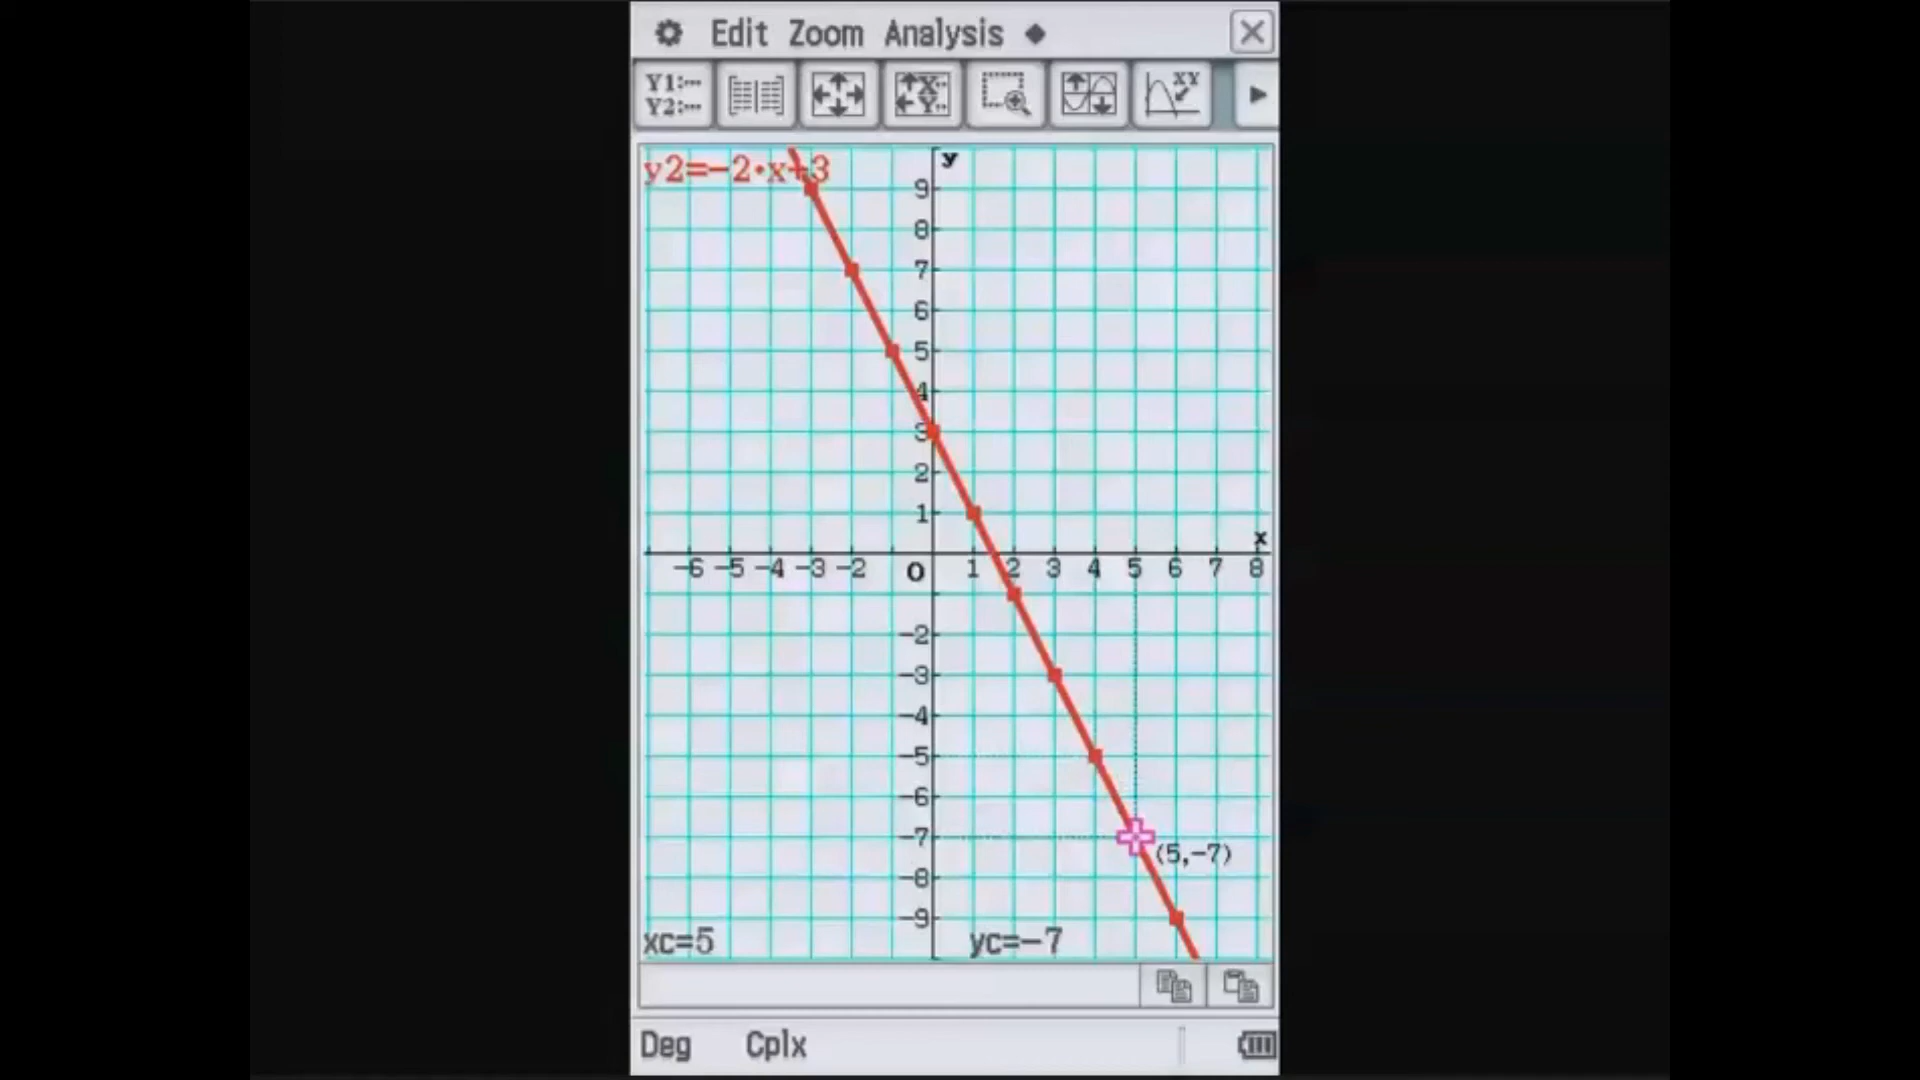 Edit Zoom Analysis
Y1:… Y2:… X… Y… XY
y2=-2·x+3
y
9
8
7
6
5
4
3
2
1
x
-6 -5 -4 -3 -2 O 1 2 3 4 5 6 7 8
-2
-3
-4
-5
-6
-7
(5,-7)
-8
-9
xc=5 yc=-7
Deg Cplx